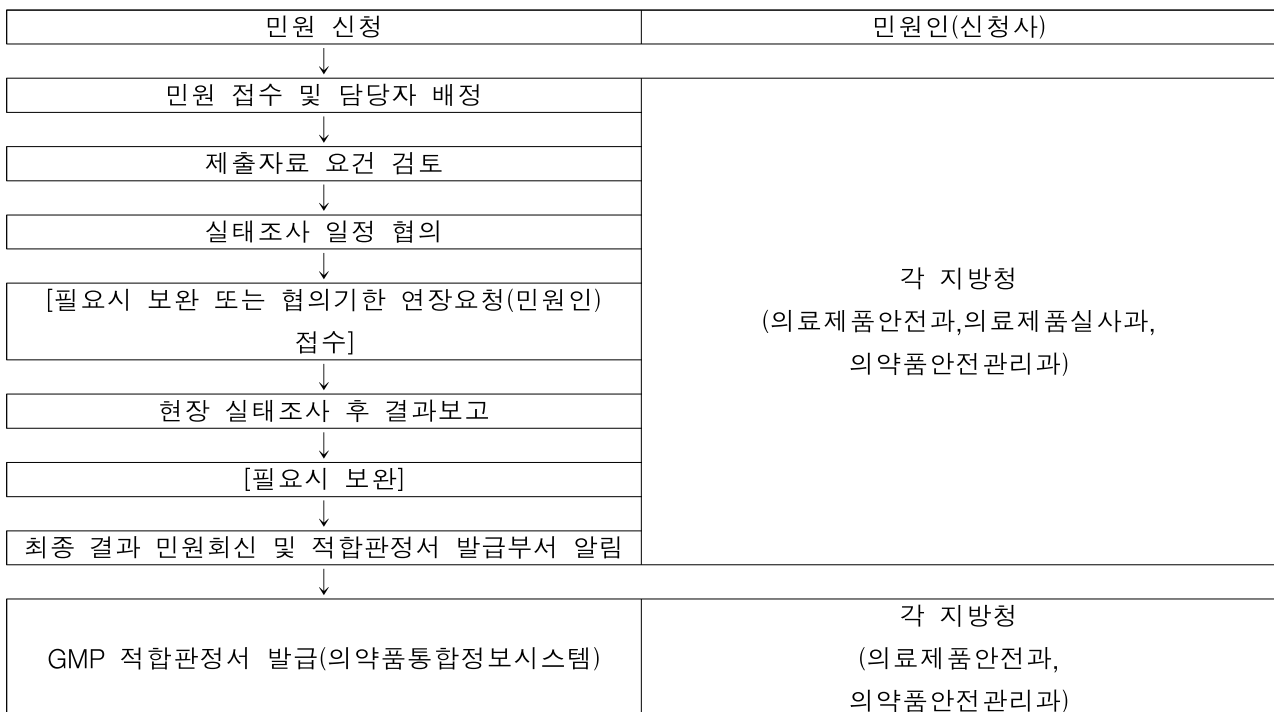 민원 신청
민원인(신청사)
↓
민원 접수 및 담당자 배정
↓
제출자료 요건 검토
↓
실태조사 일정 협의
↓
[필요시 보완 또는 협의기한 연장요청(민원인)
접수]
↓
현장 실태조사 후 결과보고
↓
[필요시 보완]
↓
최종 결과 민원회신 및 적합판정서 발급부서 알림
각 지방청
(의료제품안전과,의료제품실사과,
의약품안전관리과)
↓
GMP 적합판정서 발급(의약품통합정보시스템)
각 지방청
(의료제품안전과,
의약품안전관리과)